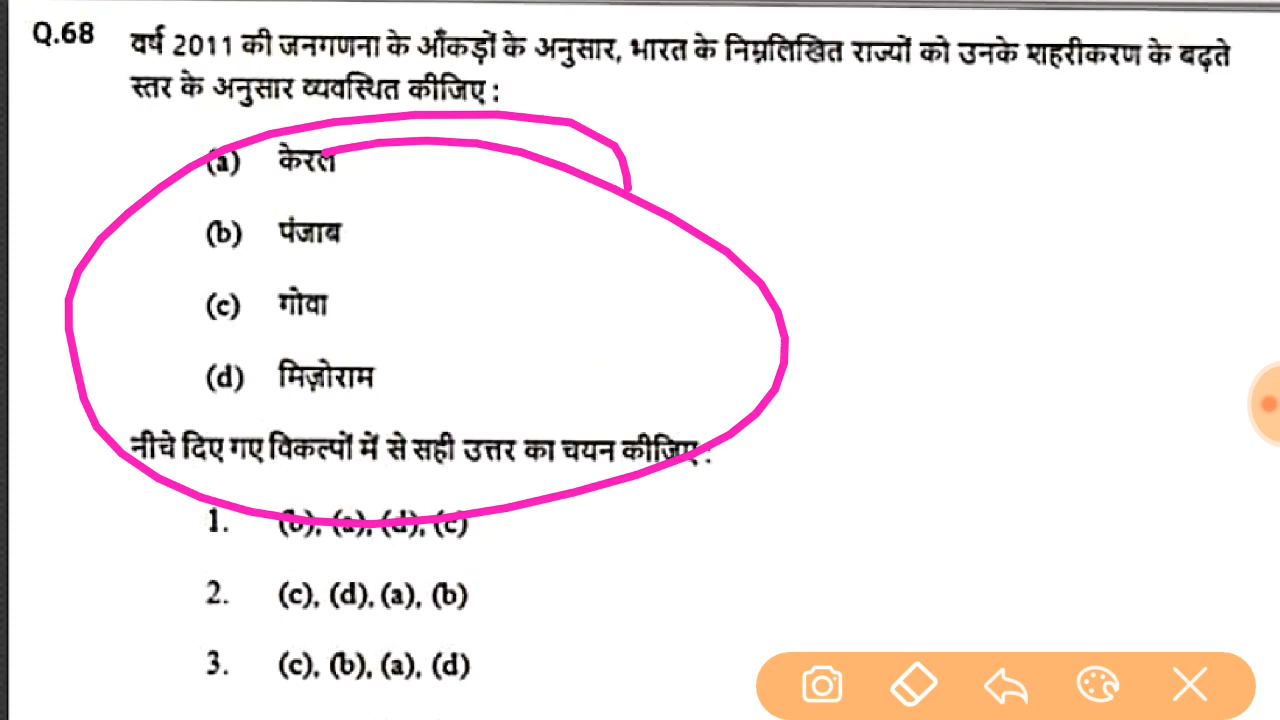 Q.68 वर्ष 2011 की जनगणना के आँकड़ों के अनुसार, भारत के निम्नलिखित राज्यों को उनके शहरीकरण के बढ़ते
स्तर के अनुसार व्यवस्थित कीजिए :
(a) केरल
(b) पंजाब
(c) गोवा
(d) मिज़ोराम
नीचे दिए गए विकल्पों में से सही उत्तर का चयन कीजिए :
1. (b), (a), (d), (c)
2. (c), (d), (a), (b)
3. (c), (b), (a), (d)